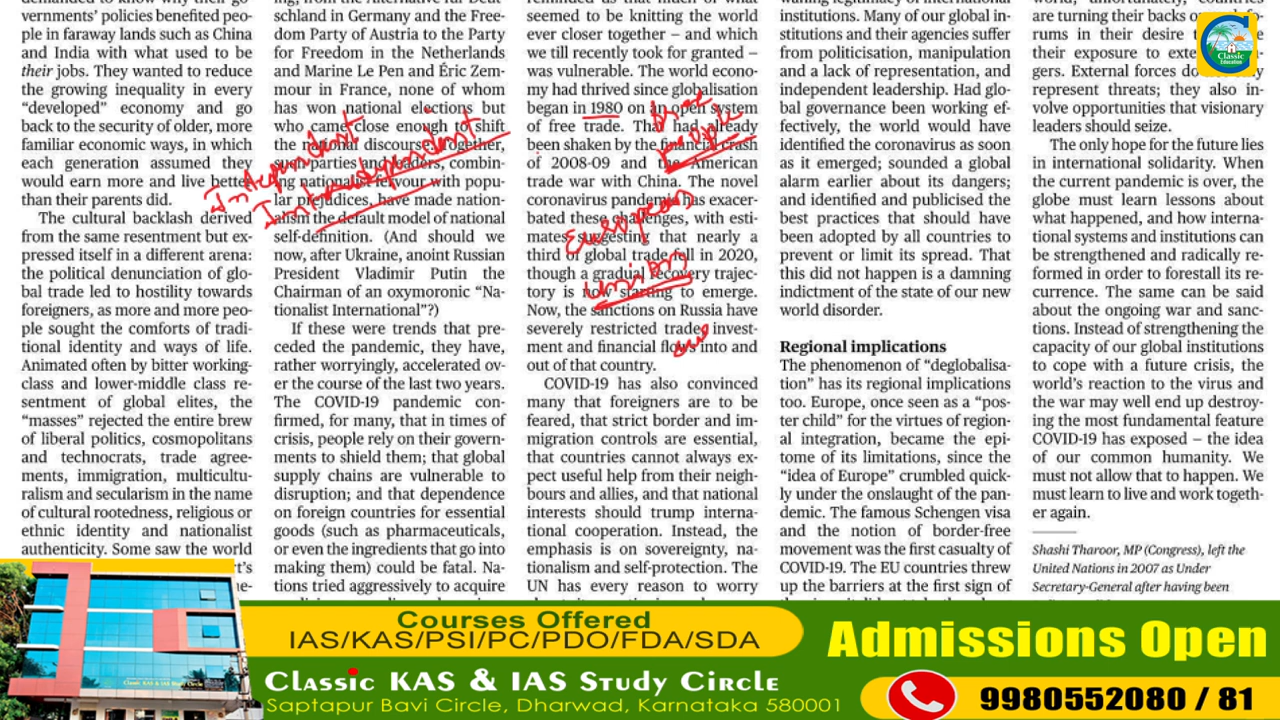 demanded to know why their go-
vernments' policies benefited peo-
ple in faraway lands such as China
and India with what used to be
their jobs. They wanted to reduce
the growing inequality in every
"developed" economy and go
back to the security of older, more
familiar economic ways, in which
each generation assumed they
would earn more and live better
than their parents did.
The cultural backlash derived
from the same resentment but ex-
pressed itself in a different arena:
the political denunciation of glo-
bal trade led to hostility towards
foreigners, as more and more peo-
ple sought the comforts of tradi-
tional identity and ways of life.
Animated often by bitter working-
class and lower-middle class re-
sentment of global elites, the
"masses" rejected the entire brew
of liberal politics, cosmopolitans
and technocrats, trade agree-
ments, immigration, multicultu-
ralism and secularism in the name
of cultural rootedness, religious or
ethnic identity and nationalist
authenticity. Some saw the world
schland in Germany and the Free-
dom Party of Austria to the Party
for Freedom in the Netherlands
and Marine Le Pen and Éric Zem-
mour in France, none of whom
has won national elections but
who came close enough to shift
the national discourse. Together,
such parties and leaders, combin-
ing nationalist fervour with popu-
lar prejudices, have made nation-
alism the default model of national
self-definition. (And should we
now, after Ukraine, anoint Russian
President Vladimir Putin the
Chairman of an oxymoronic "Na-
tionalist International"?)
If these were trends that pre-
ceded the pandemic, they have,
rather worryingly, accelerated ov-
er the course of the last two years.
The COVID-19 pandemic con-
firmed, for many, that in times of
crisis, people rely on their govern-
ments to shield them; that global
supply chains are vulnerable to
disruption; and that dependence
on foreign countries for essential
goods (such as pharmaceuticals,
or even the ingredients that go into
making them) could be fatal. Na-
tions tried aggressively to acquire
Independent
Interdependent
reminded us that much of what
seemed to be knitting the world
ever closer together – and which
we till recently took for granted –
was vulnerable. The world econo-
my had thrived since globalisation
began in 1980 on an open system
of free trade. That had already
been shaken by the financial crash
of 2008-09 and the American
trade war with China. The novel
coronavirus pandemic has exacer-
bated these challenges, with esti-
mates suggesting that nearly a
third of global trade fell in 2020,
though a gradual recovery trajec-
tory is now starting to emerge.
Now, the sanctions on Russia have
severely restricted trade, invest-
ment and financial flows into and
out of that country.
COVID-19 has also convinced
many that foreigners are to be
feared, that strict border and im-
migration controls are essential,
that countries cannot always ex-
pect useful help from their neigh-
bours and allies, and that national
interests should trump interna-
tional cooperation. Instead, the
emphasis is on sovereignty, na-
tionalism and self-protection. The
UN has every reason to worry
European
Union
institutions. Many of our global in-
stitutions and their agencies suffer
from politicisation, manipulation
and a lack of representation, and
independent leadership. Had glo-
bal governance been working ef-
fectively, the world would have
identified the coronavirus as soon
as it emerged; sounded a global
alarm earlier about its dangers;
and identified and publicised the
best practices that should have
been adopted by all countries to
prevent or limit its spread. That
this did not happen is a damning
indictment of the state of our new
world disorder.
Regional implications
The phenomenon of "deglobalisa-
tion" has its regional implications
too. Europe, once seen as a "pos-
ter child" for the virtues of region-
al integration, became the epi-
tome of its limitations, since the
"idea of Europe" crumbled quick-
ly under the onslaught of the pan-
demic. The famous Schengen visa
and the notion of border-free
movement was the first casualty of
COVID-19. The EU countries threw
up the barriers at the first sign of
are turning their backs
rums in their desire
their exposure to
gers. External forces do
represent threats; they also in-
volve opportunities that visionary
leaders should seize.
The only hope for the future lies
in international solidarity. When
the current pandemic is over, the
globe must learn lessons about
what happened, and how interna-
tional systems and institutions can
be strengthened and radically re-
formed in order to forestall its re-
currence. The same can be said
about the ongoing war and sanc-
tions. Instead of strengthening the
capacity of our global institutions
to cope with a future crisis, the
world's reaction to the virus and
the war may well end up destroy-
ing the most fundamental feature
COVID-19 has exposed – the idea
of our common humanity. We
must not allow that to happen. We
must learn to live and work togeth-
er again.
Shashi Tharoor, MP (Congress), left the
United Nations in 2007 as Under
Secretary-General after having been
Classic
Education
Courses Offered
IAS/KAS/PSI/PC/PDO/FDA/SDA
Classic KAS & IAS Study Circle
Saptapur Bavi Circle, Dharwad, Karnataka 580001
Admissions Open
9980552080 / 81
Classic KAS & IAS Study Circle